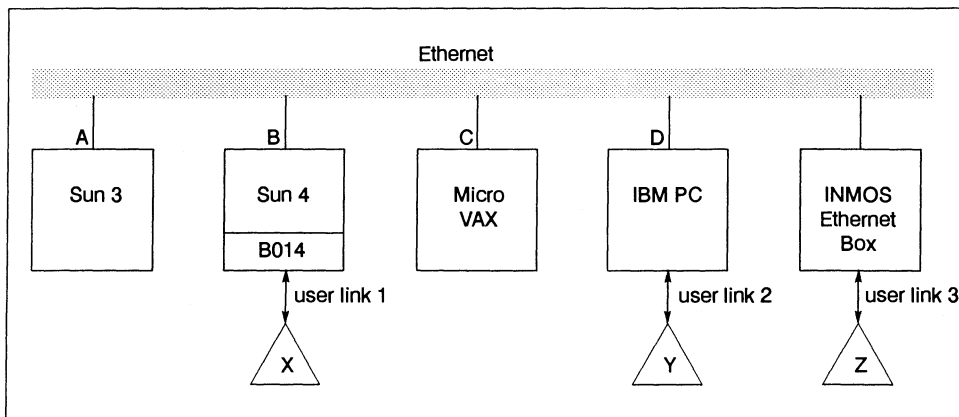 Ethernet
A
B
C
D
Sun 3
Sun 4
Micro
VAX
IBM PC
INMOS
Ethernet
Box
B014
user link 1
user link 2
user link 3
X
Y
Z